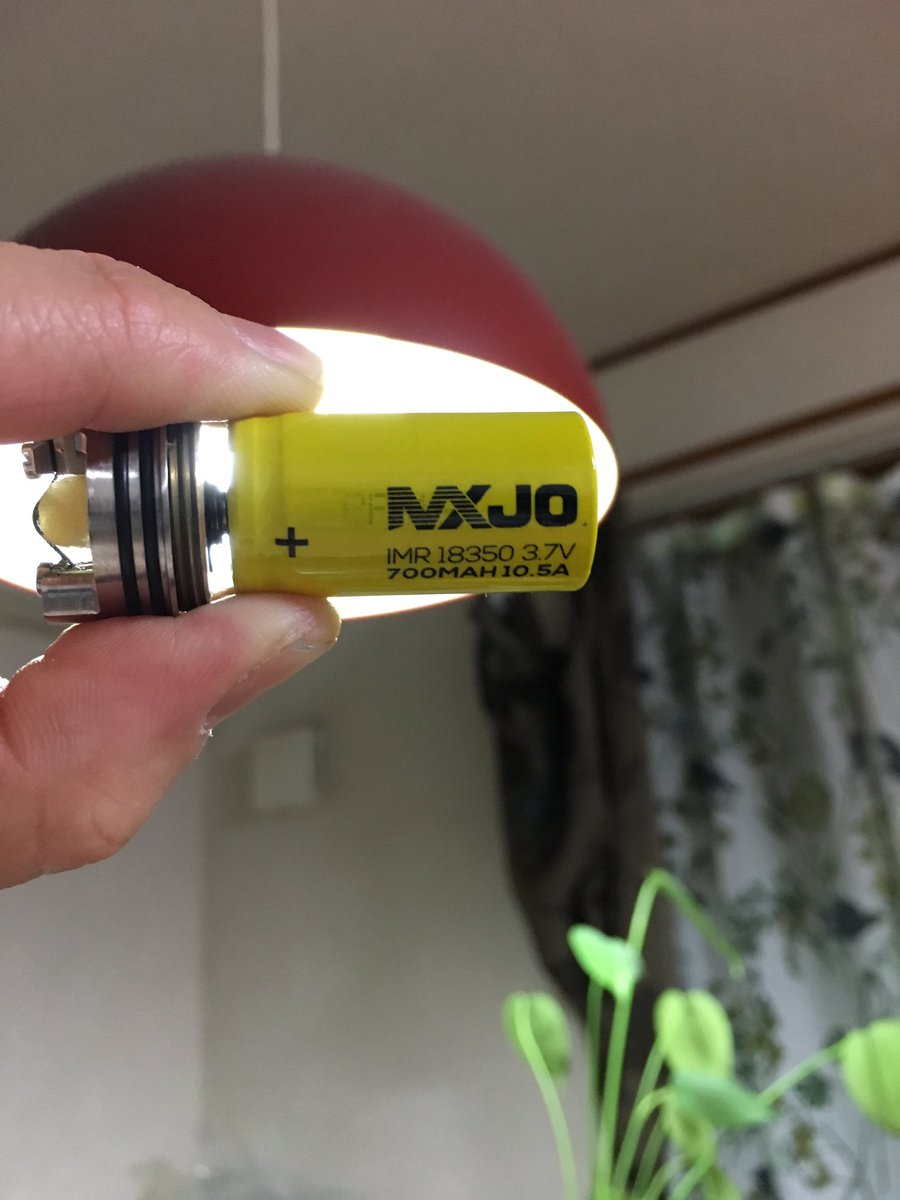 MXJO
+
IMR 18350 3.7V
700MAH 10.5A